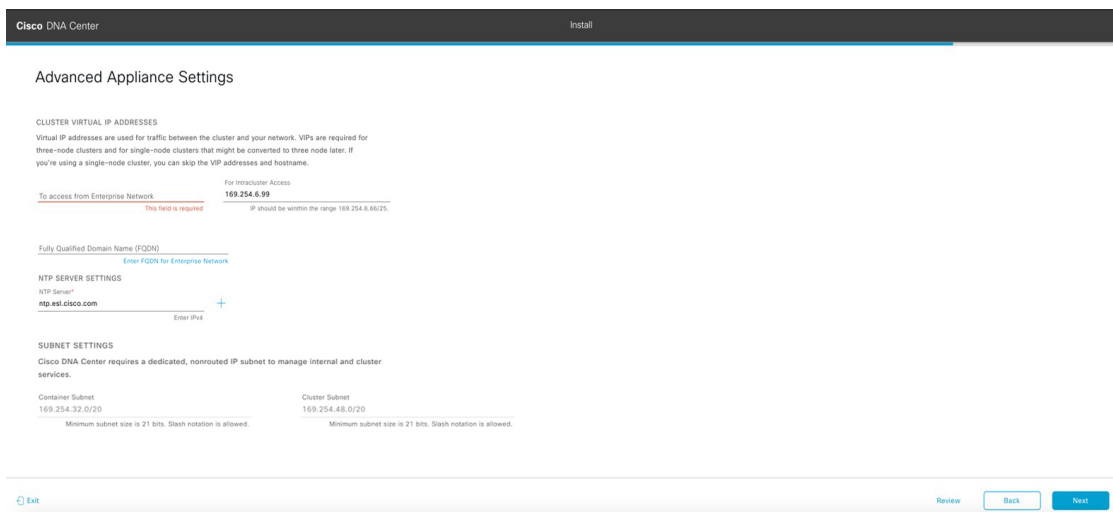 Cisco DNA Center
Install
Advanced Appliance Settings
CLUSTER VIRTUAL IP ADDRESSES
Virtual IP addresses are used for traffic between the cluster and your network. VIPs are required for
three-node clusters and for single-node clusters that might be converted to three node later. If
you're using a single-node cluster, you can skip the VIP addresses and hostname.
To access from Enterprise Network
This field is required
For Intracluster Access
169.254.6.99
IP should be winthin the range 169.254.6.66/25.
Fully Qualified Domain Name (FQDN)
Enter FQDN for Enterprise Network
NTP SERVER SETTINGS
NTP Server*
ntp.esl.cisco.com
Enter IPv4
SUBNET SETTINGS
Cisco DNA Center requires a dedicated, nonrouted IP subnet to manage internal and cluster
services.
Container Subnet
169.254.32.0/20
Minimum subnet size is 21 bits. Slash notation is allowed.
Cluster Subnet
169.254.48.0/20
Minimum subnet size is 21 bits. Slash notation is allowed.
Exit
Review
Back
Next